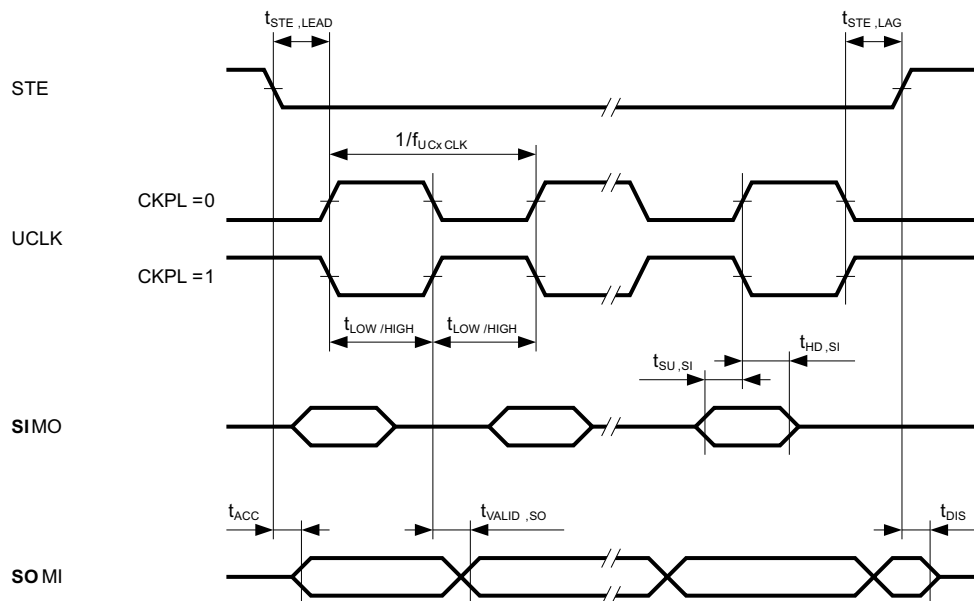 tSTE,LEAD
tSTE,LAG
STE
1/fUCxCLK
CKPL=0
UCLK
CKPL=1
tLOW/HIGH tLOW/HIGH
tHD,SI
tSU,SI
SIMO
tACC
tVALID,SO
tDIS
SOMI